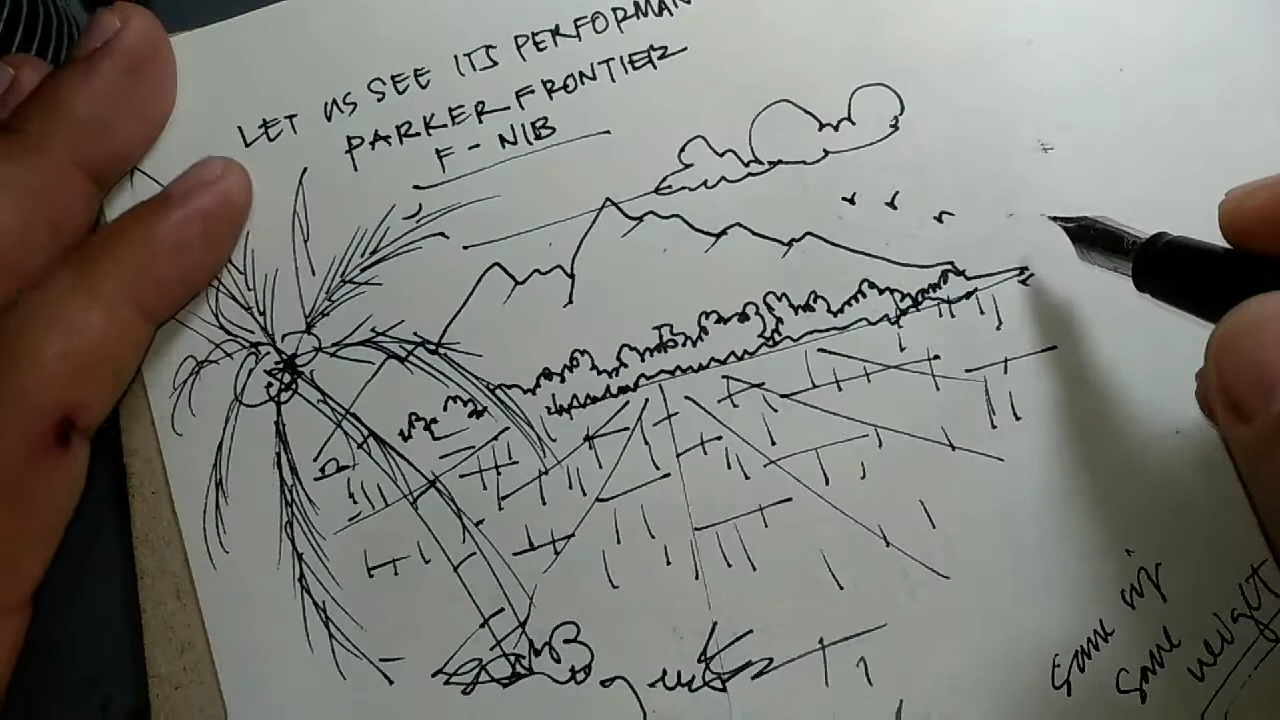 LET US SEE ITS PERFORMAN
PARKER FRONTIER
F - NIB
same
same
weight